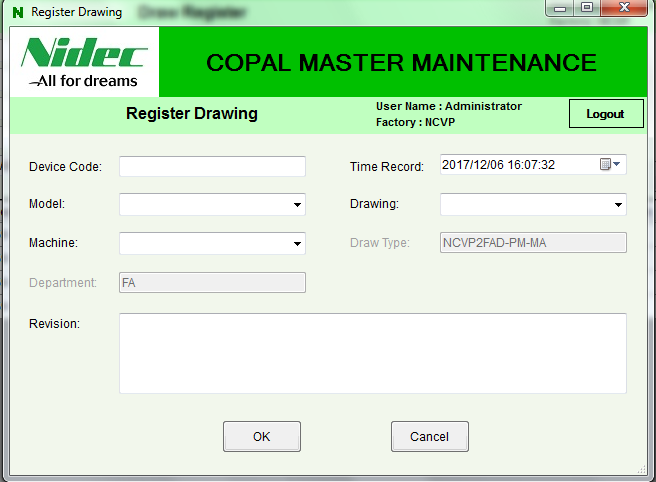 Register Drawing
Draw Register
Nidec
All for dreams
COPAL MASTER MAINTENANCE
Register Drawing
User Name : Administrator
Factory : NCVP
Logout
Device Code:
Time Record: 2017/12/06 16:07:32
Model:
Drawing:
Machine:
Draw Type: NCVP2FAD-PM-MA
Department: FA
Revision:
OK
Cancel